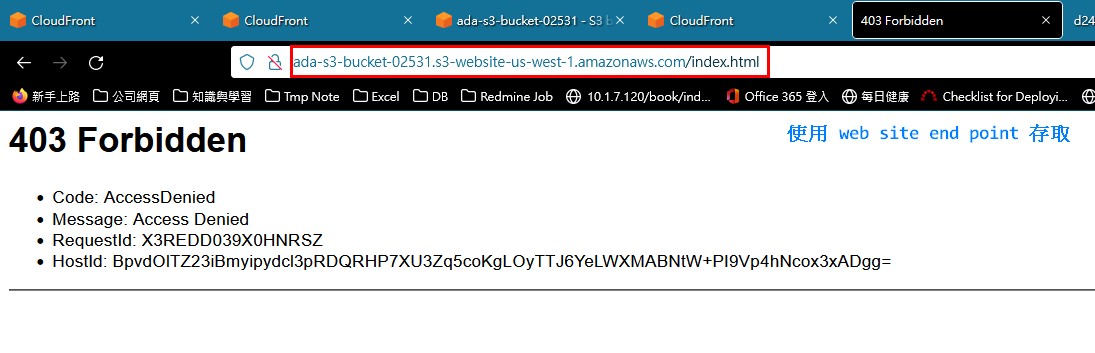 CloudFront
CloudFront
ada-s3-bucket-02531 - S3 b
CloudFront
403 Forbidden
d24
ada-s3-bucket-02531.s3-website-us-west-1.amazonaws.com/index.html
新手上路 公司網頁 知識與學習 Tmp Note Excel DB Redmine Job 10.1.7.120/book/ind... Office 365 登入 每日健康 Checklist for Deployi...
403 Forbidden
使用 web site end point 存取
Code: AccessDenied
Message: Access Denied
RequestId: X3REDD039X0HNRSZ
HostId: BpvdOITZ23iBmyipydcl3pRDQRHP7XU3Zq5coKgLOyTTJ6YeLWXMABNtW+PI9Vp4hNcox3xADgg=